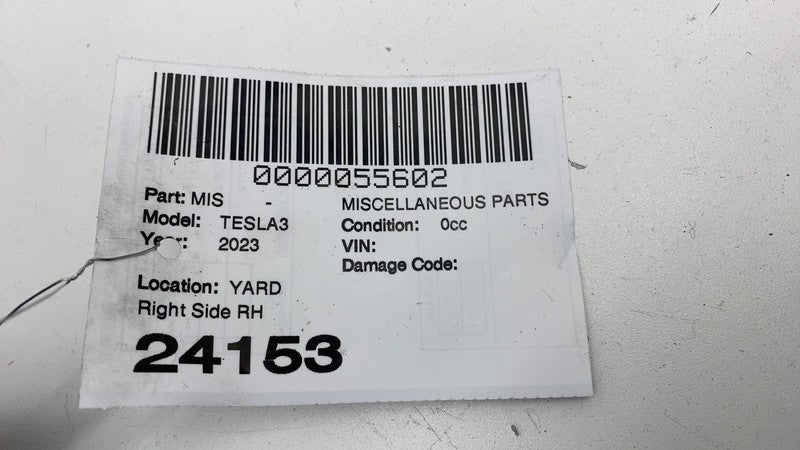 0000055602
Part: MIS - MISCELLANEOUS PARTS
Model: TESLA3 Condition: 0cc
Year: 2023 VIN:
Damage Code:
Location: YARD
Right Side RH
24153